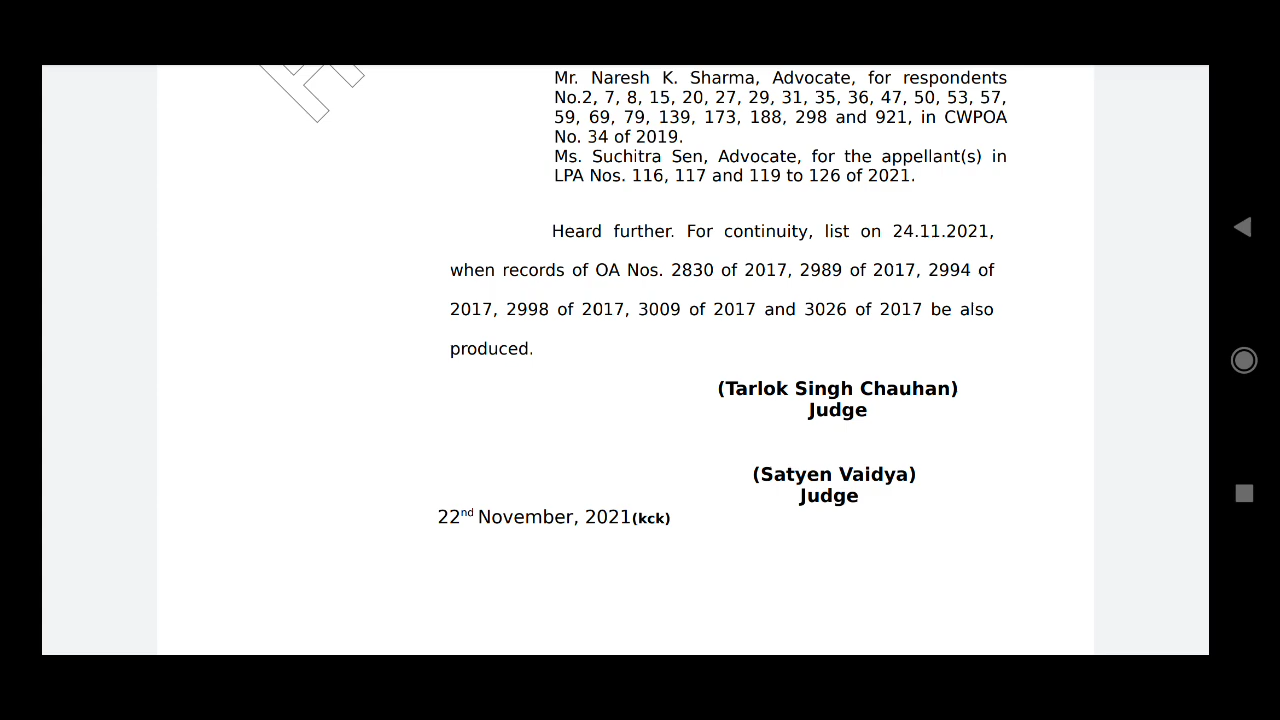 Mr. Naresh K. Sharma, Advocate, for respondents
No.2, 7, 8, 15, 20, 27, 29, 31, 35, 36, 47, 50, 53, 57,
59, 69, 79, 139, 173, 188, 298 and 921, in CWPOA
No. 34 of 2019.
Ms. Suchitra Sen, Advocate, for the appellant(s) in
LPA Nos. 116, 117 and 119 to 126 of 2021.
Heard further. For continuity, list on 24.11.2021,
when records of OA Nos. 2830 of 2017, 2989 of 2017, 2994 of
2017, 2998 of 2017, 3009 of 2017 and 3026 of 2017 be also
produced.
(Tarlok Singh Chauhan)
Judge
(Satyen Vaidya)
Judge
22nd November, 2021(kck)